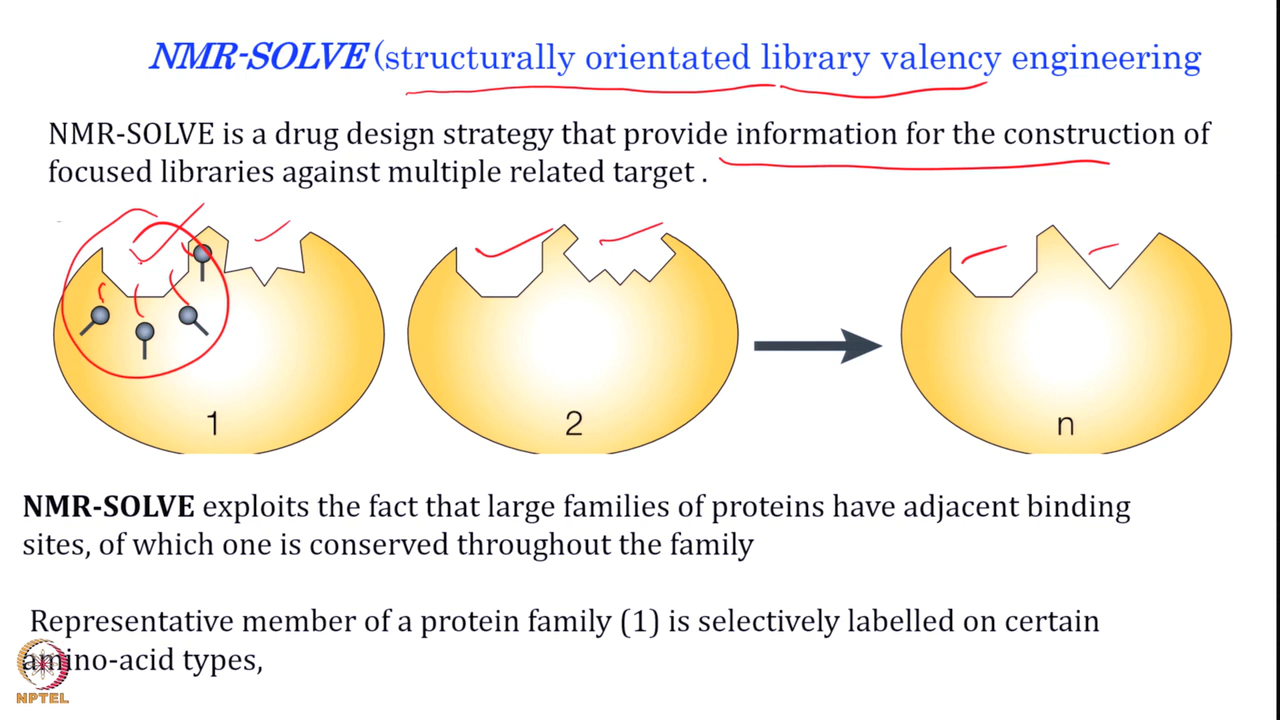 NMR-SOLVE (structurally orientated library valency engineering
NMR-SOLVE is a drug design strategy that provide information for the construction of
focused libraries against multiple related target .
1
2
n
NMR-SOLVE exploits the fact that large families of proteins have adjacent binding
sites, of which one is conserved throughout the family
Representative member of a protein family (1) is selectively labelled on certain
amino-acid types,
NPTEL